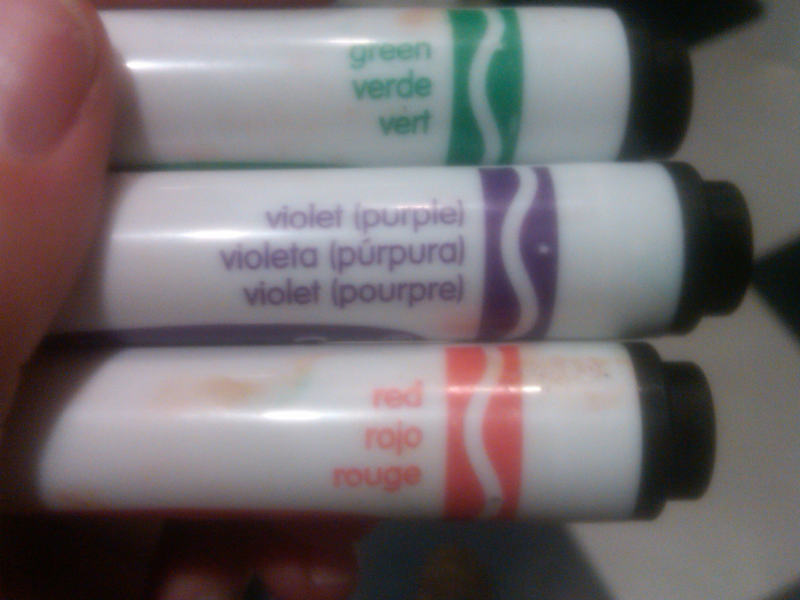 green
verde
vert
violet (purple)
violeta (púrpura)
violet (pourpre)
red
rojo
rouge